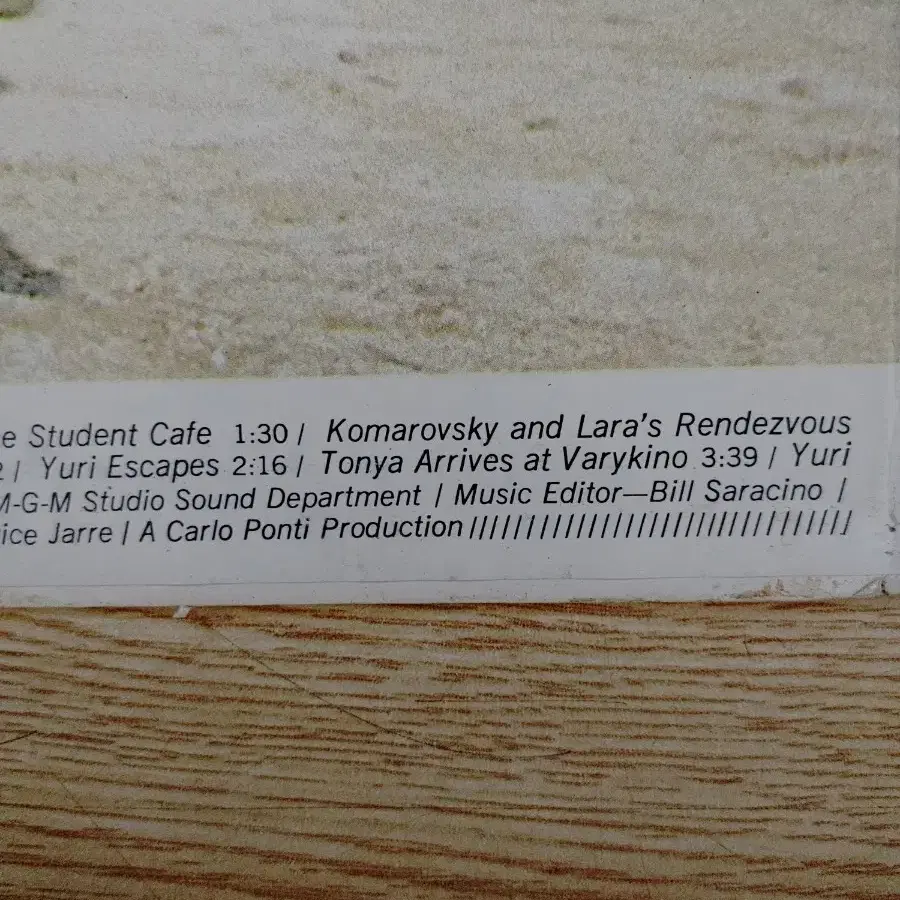 e Student Cafe 1:30 / Komarovsky and Lara's Rendezvous
2 / Yuri Escapes 2:16 / Tonya Arrives at Varykino 3:39 / Yuri
M-G-M Studio Sound Department / Music Editor—Bill Saracino /
ice Jarre / A Carlo Ponti Production ///////////////////////////////////